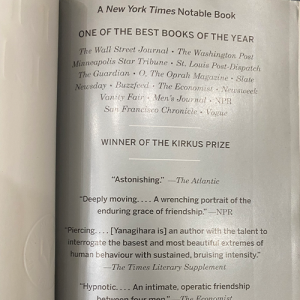 A New York Times Notable Book
ONE OF THE BEST BOOKS OF THE YEAR
The Wall Street Journal • The Washington Post
Minneapolis Star Tribune • St. Louis Post-Dispatch
The Guardian • O, The Oprah Magazine • Slate
Newsday • Buzzfeed • The Economist • Newsweek
Vanity Fair • Men's Journal • NPR
San Francisco Chronicle • Vogue
WINNER OF THE KIRKUS PRIZE
"Astonishing." —The Atlantic
"Deeply moving. . . . A wrenching portrait of the
enduring grace of friendship." —NPR
"Piercing. . . . [Yanagihara is] an author with the talent to
interrogate the basest and most beautiful extremes of
human behaviour with sustained, bruising intensity."
—The Times Literary Supplement
"Hypnotic. . . . An intimate, operatic friendship
between four men." —The Economist